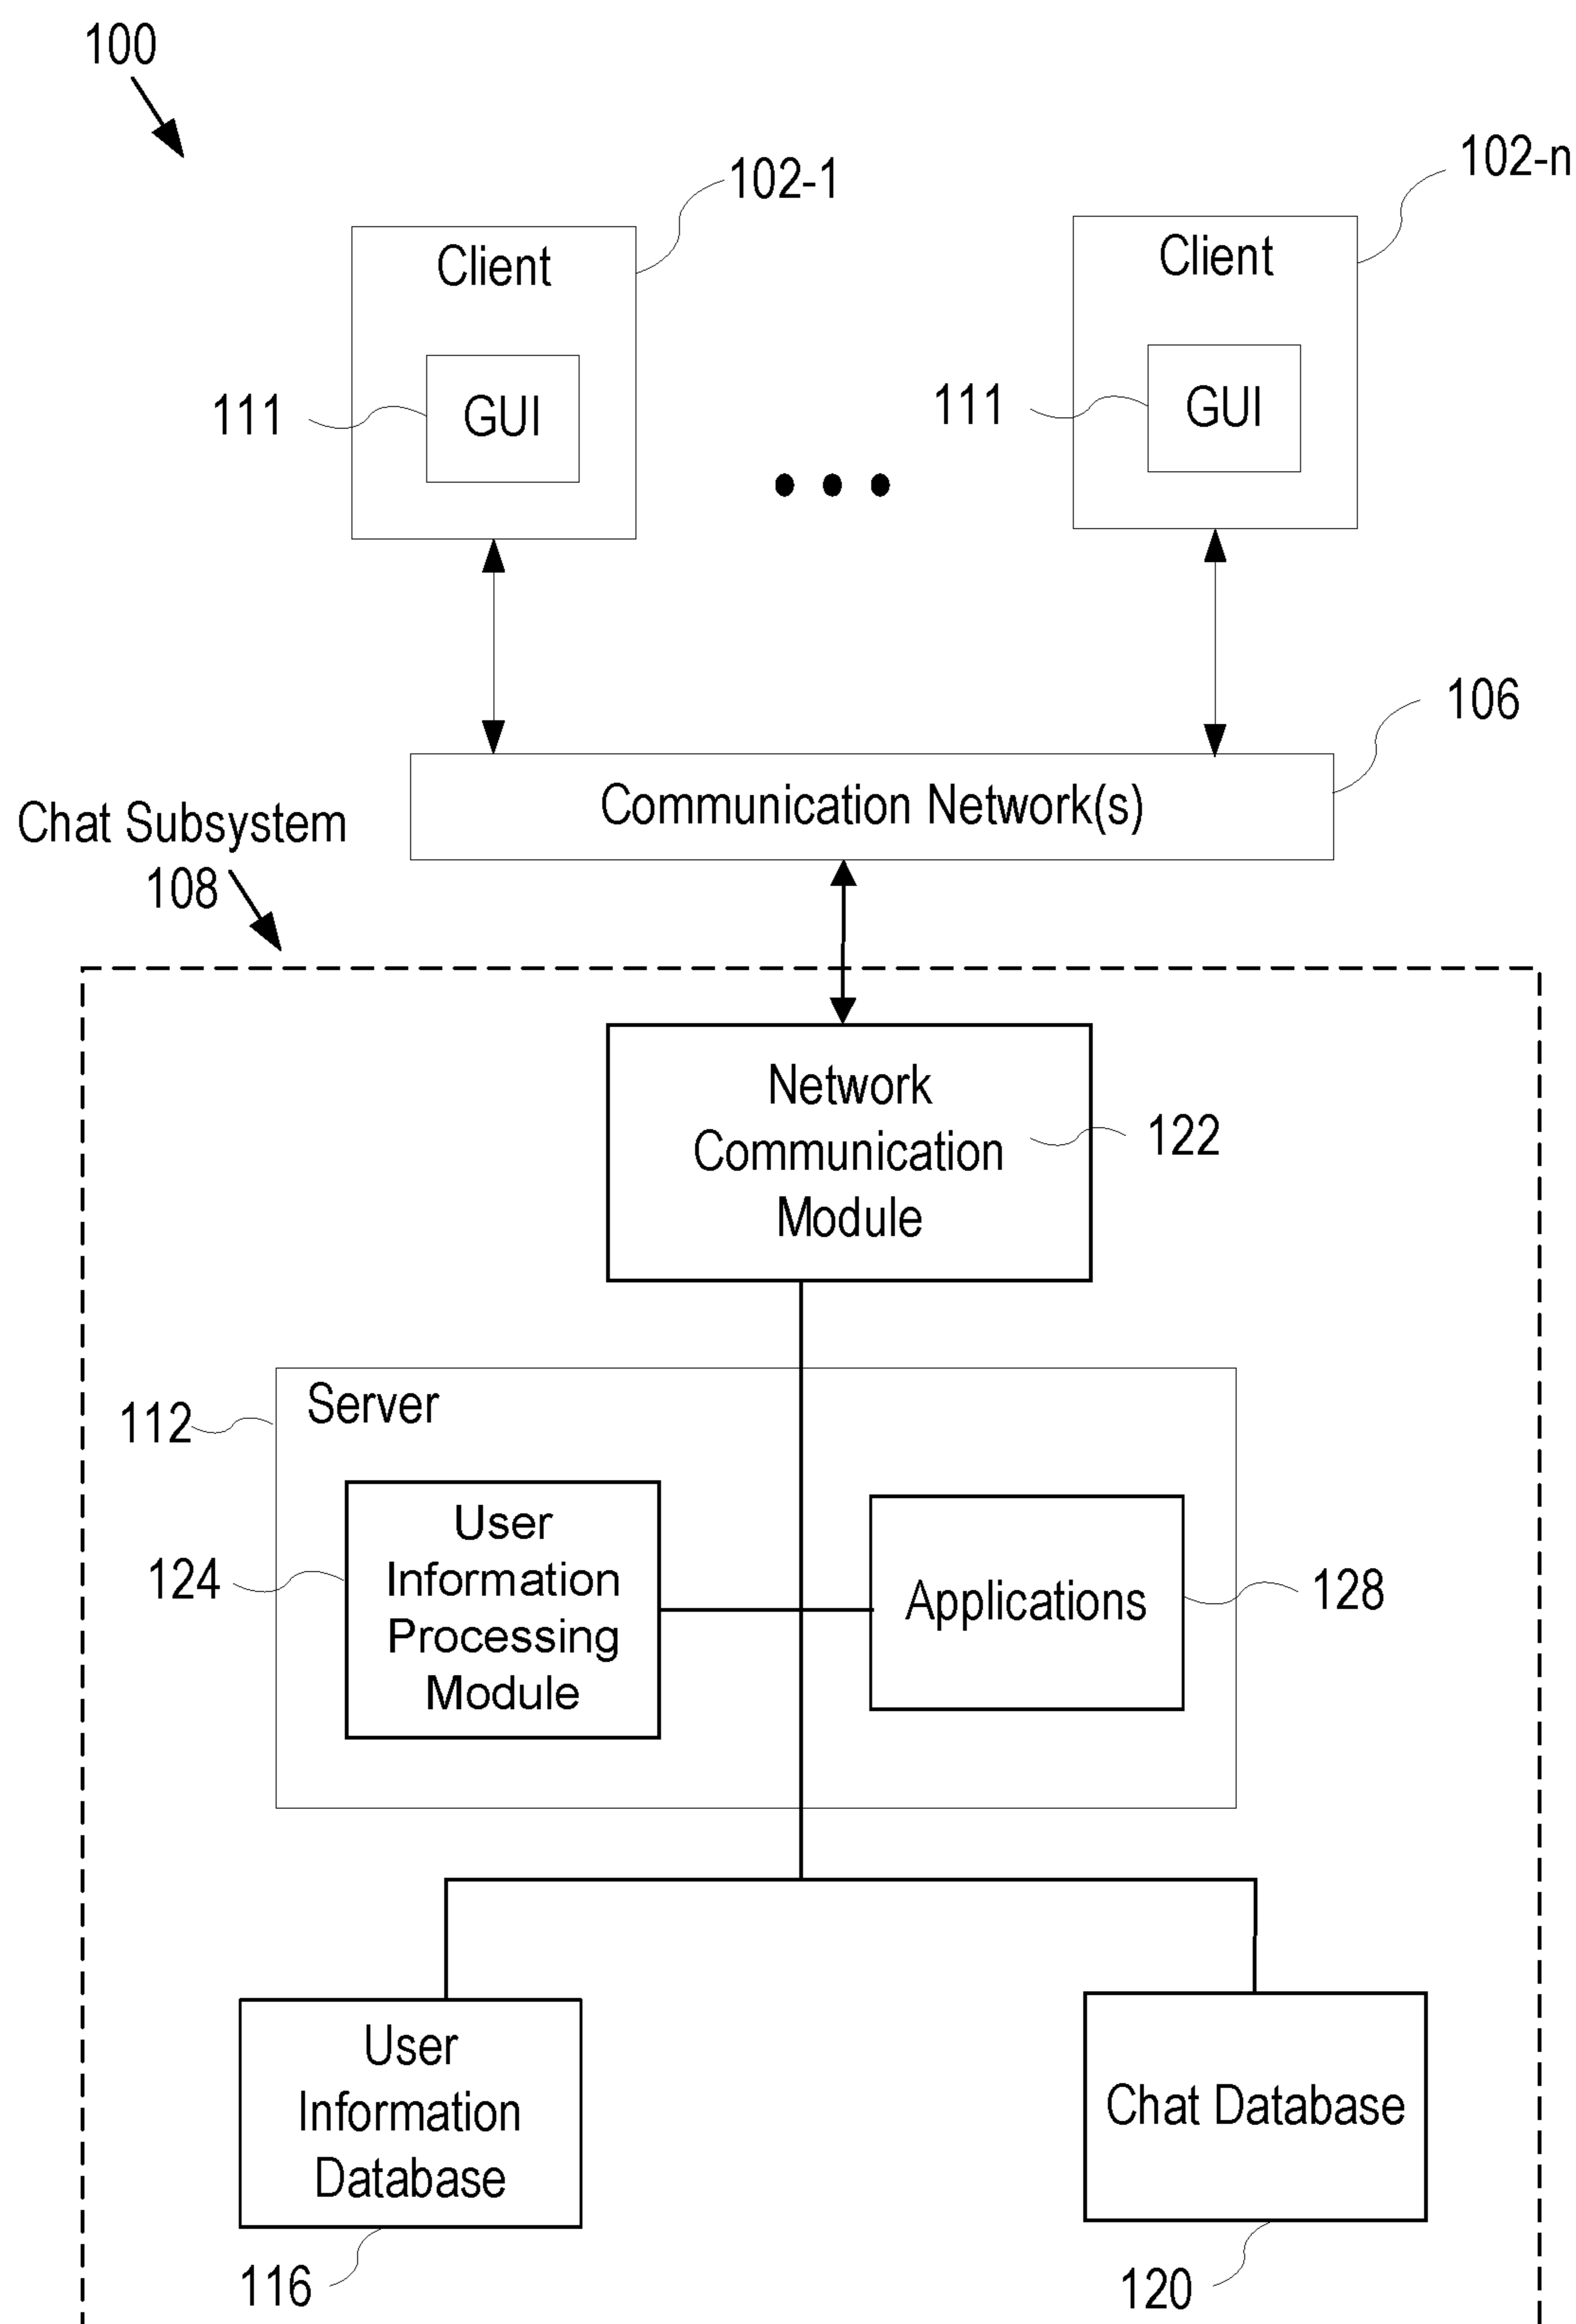 100
102-1
102-n
Client
Client
111
GUI
111
GUI
106
Communication Network(s)
Chat Subsystem
108
Network
Communication
Module
122
112
Server
User
Information
Processing
Module
124
Applications
128
User
Information
Database
Chat Database
116
120